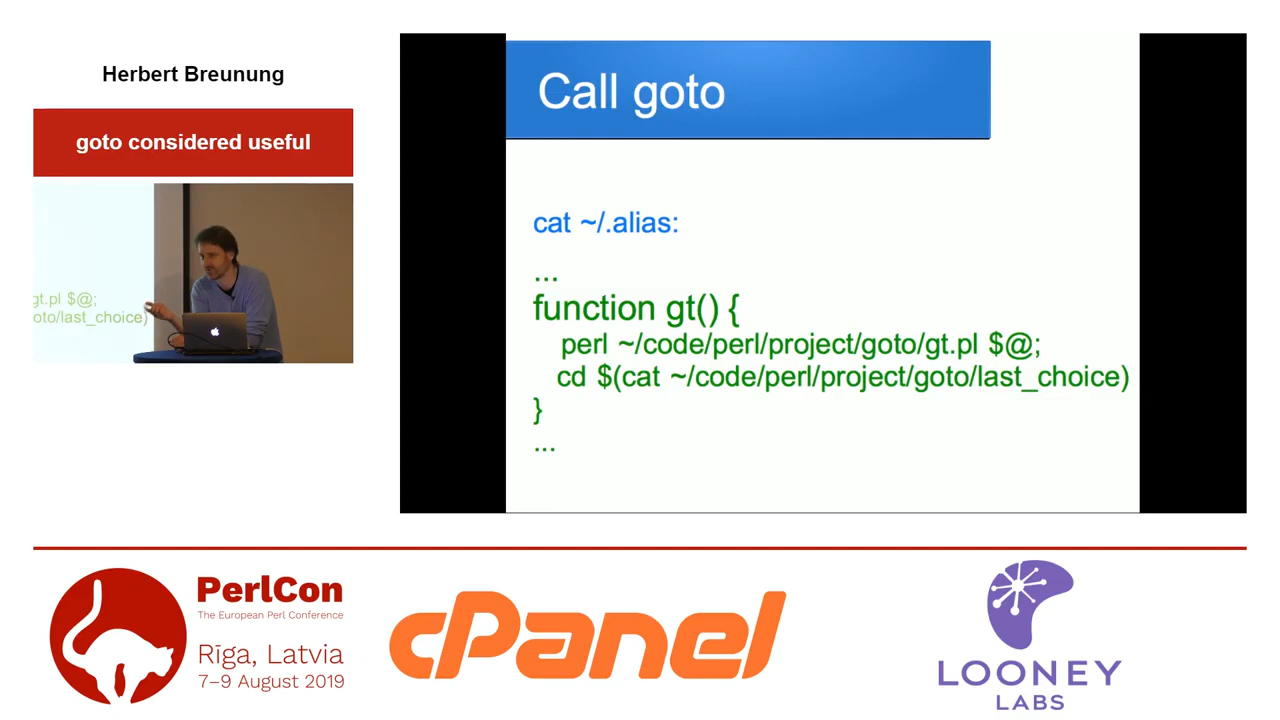 Herbert Breunung
goto considered useful
gt.pl $@;
oto/last_choice)
Call goto
cat ~/.alias:
...
function gt() {
perl ~/code/perl/project/goto/gt.pl $@;
cd $(cat ~/code/perl/project/goto/last_choice)
}
...
PerlCon
The European Perl Conference
Rīga, Latvia
7–9 August 2019
cPanel
LOONEY
LABS